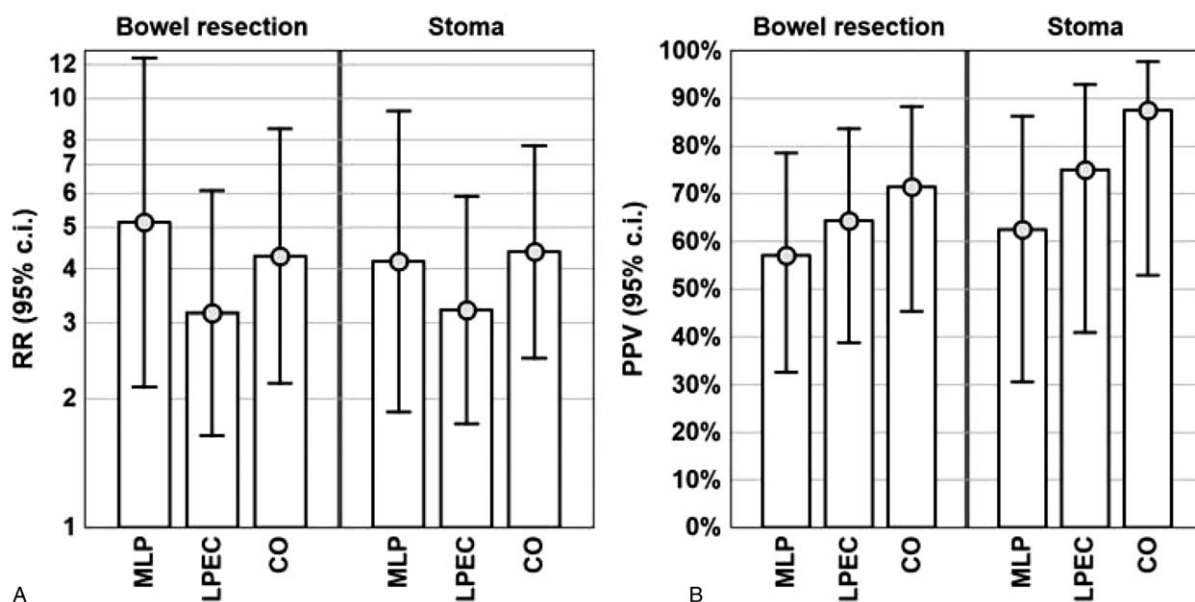 Bowel resection Stoma
12
10
8
7
6
5
4
3
2
1
RR (95% c.i.)
MLP LPEC CO MLP LPEC CO
A
Bowel resection Stoma
100%
90%
80%
70%
60%
50%
40%
30%
20%
10%
0%
PPV (95% c.i.)
MLP LPEC CO MLP LPEC CO
B